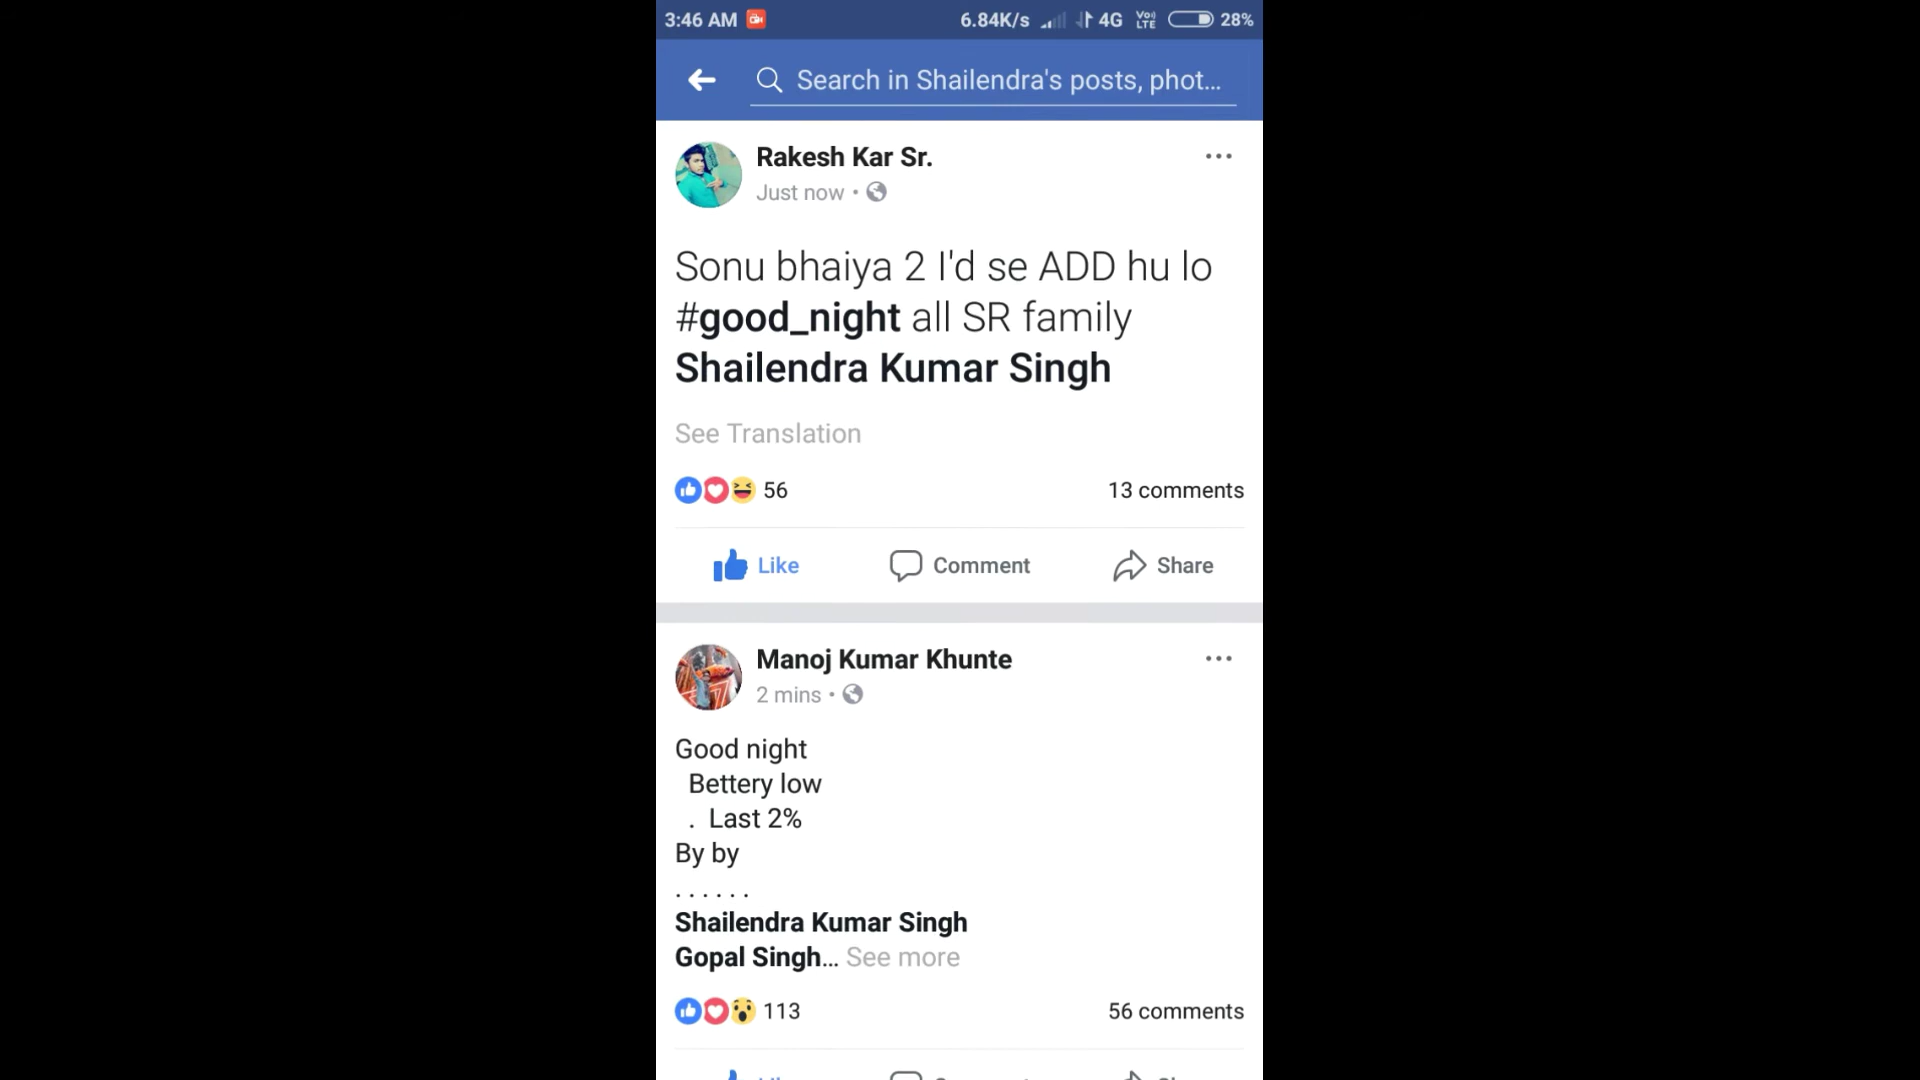 3:46 AM 6.84K/s 4G Vo) LTE 28%
Search in Shailendra's posts, phot...
Rakesh Kar Sr.
Just now •
Sonu bhaiya 2 I'd se ADD hu lo
#good_night all SR family
Shailendra Kumar Singh
See Translation
56 13 comments
Like Comment Share
Manoj Kumar Khunte
2 mins •
Good night
Bettery low
. Last 2%
By by
. . . . . .
Shailendra Kumar Singh
Gopal Singh... See more
113 56 comments